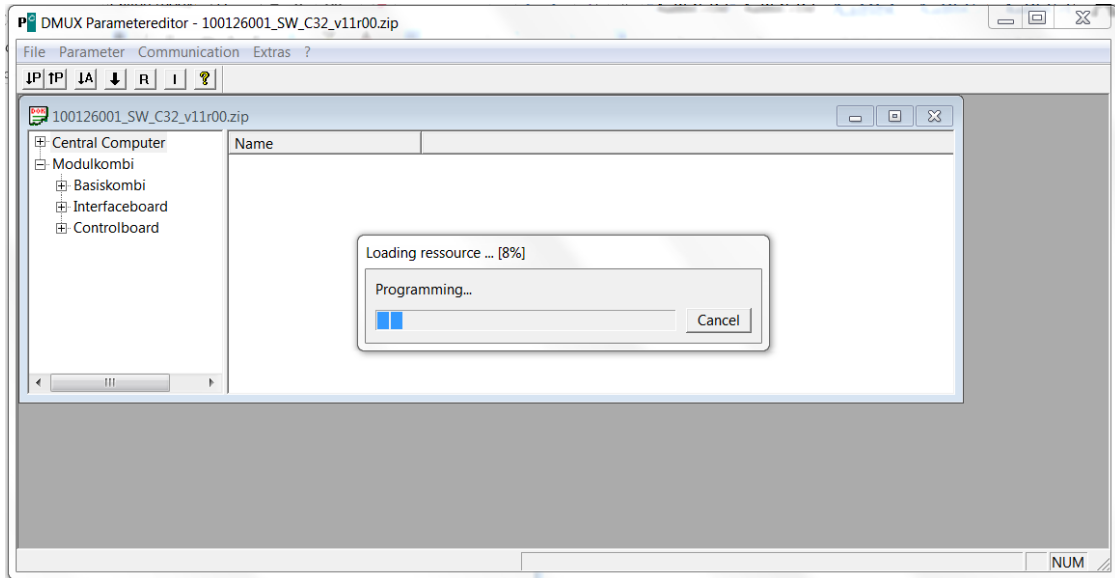 DMUX Parametereditor - 100126001_SW_C32_v11r00.zip
File Parameter Communication Extras ?
↓P ↑P ↓A ⬇ R I ?
100126001_SW_C32_v11r00.zip
Central Computer
Name
Modulkombi
Basiskombi
Interfaceboard
Controlboard
Loading ressource ... [8%]
Programming...
Cancel
NUM